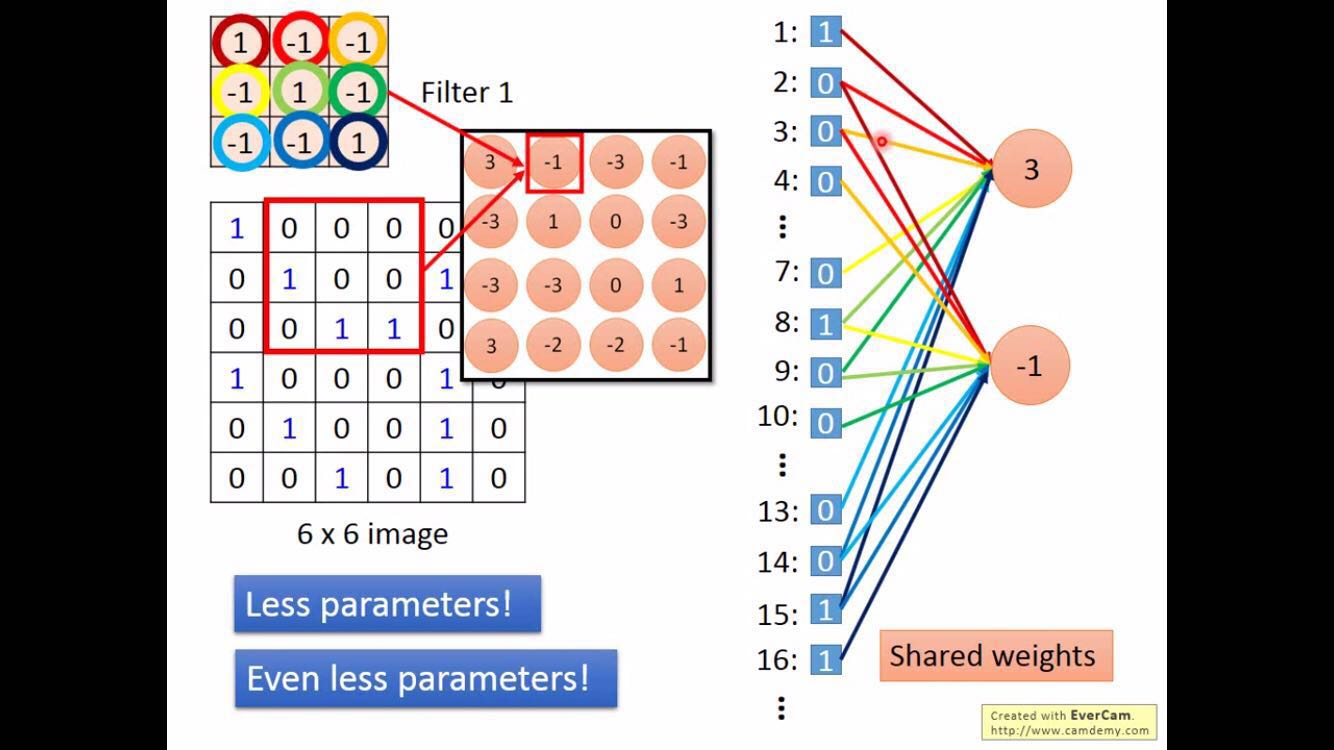 1 -1 -1
-1 1 -1
-1 -1 1
Filter 1
3 -1 -3 -1
-3 1 0 -3
-3 -3 0 1
3 -2 -2 -1
1 0 0 0 0
0 1 0 0 1
0 0 1 1 0
1 0 0 0 1 0
0 1 0 0 1 0
0 0 1 0 1 0
6 x 6 image
Less parameters!
Even less parameters!
1: 1
2: 0
3: 0
4: 0
⋮
7: 0
8: 1
9: 0
10: 0
⋮
13: 0
14: 0
15: 1
16: 1
⋮
3
-1
Shared weights
Created with EverCam.
http://www.camdemy.com